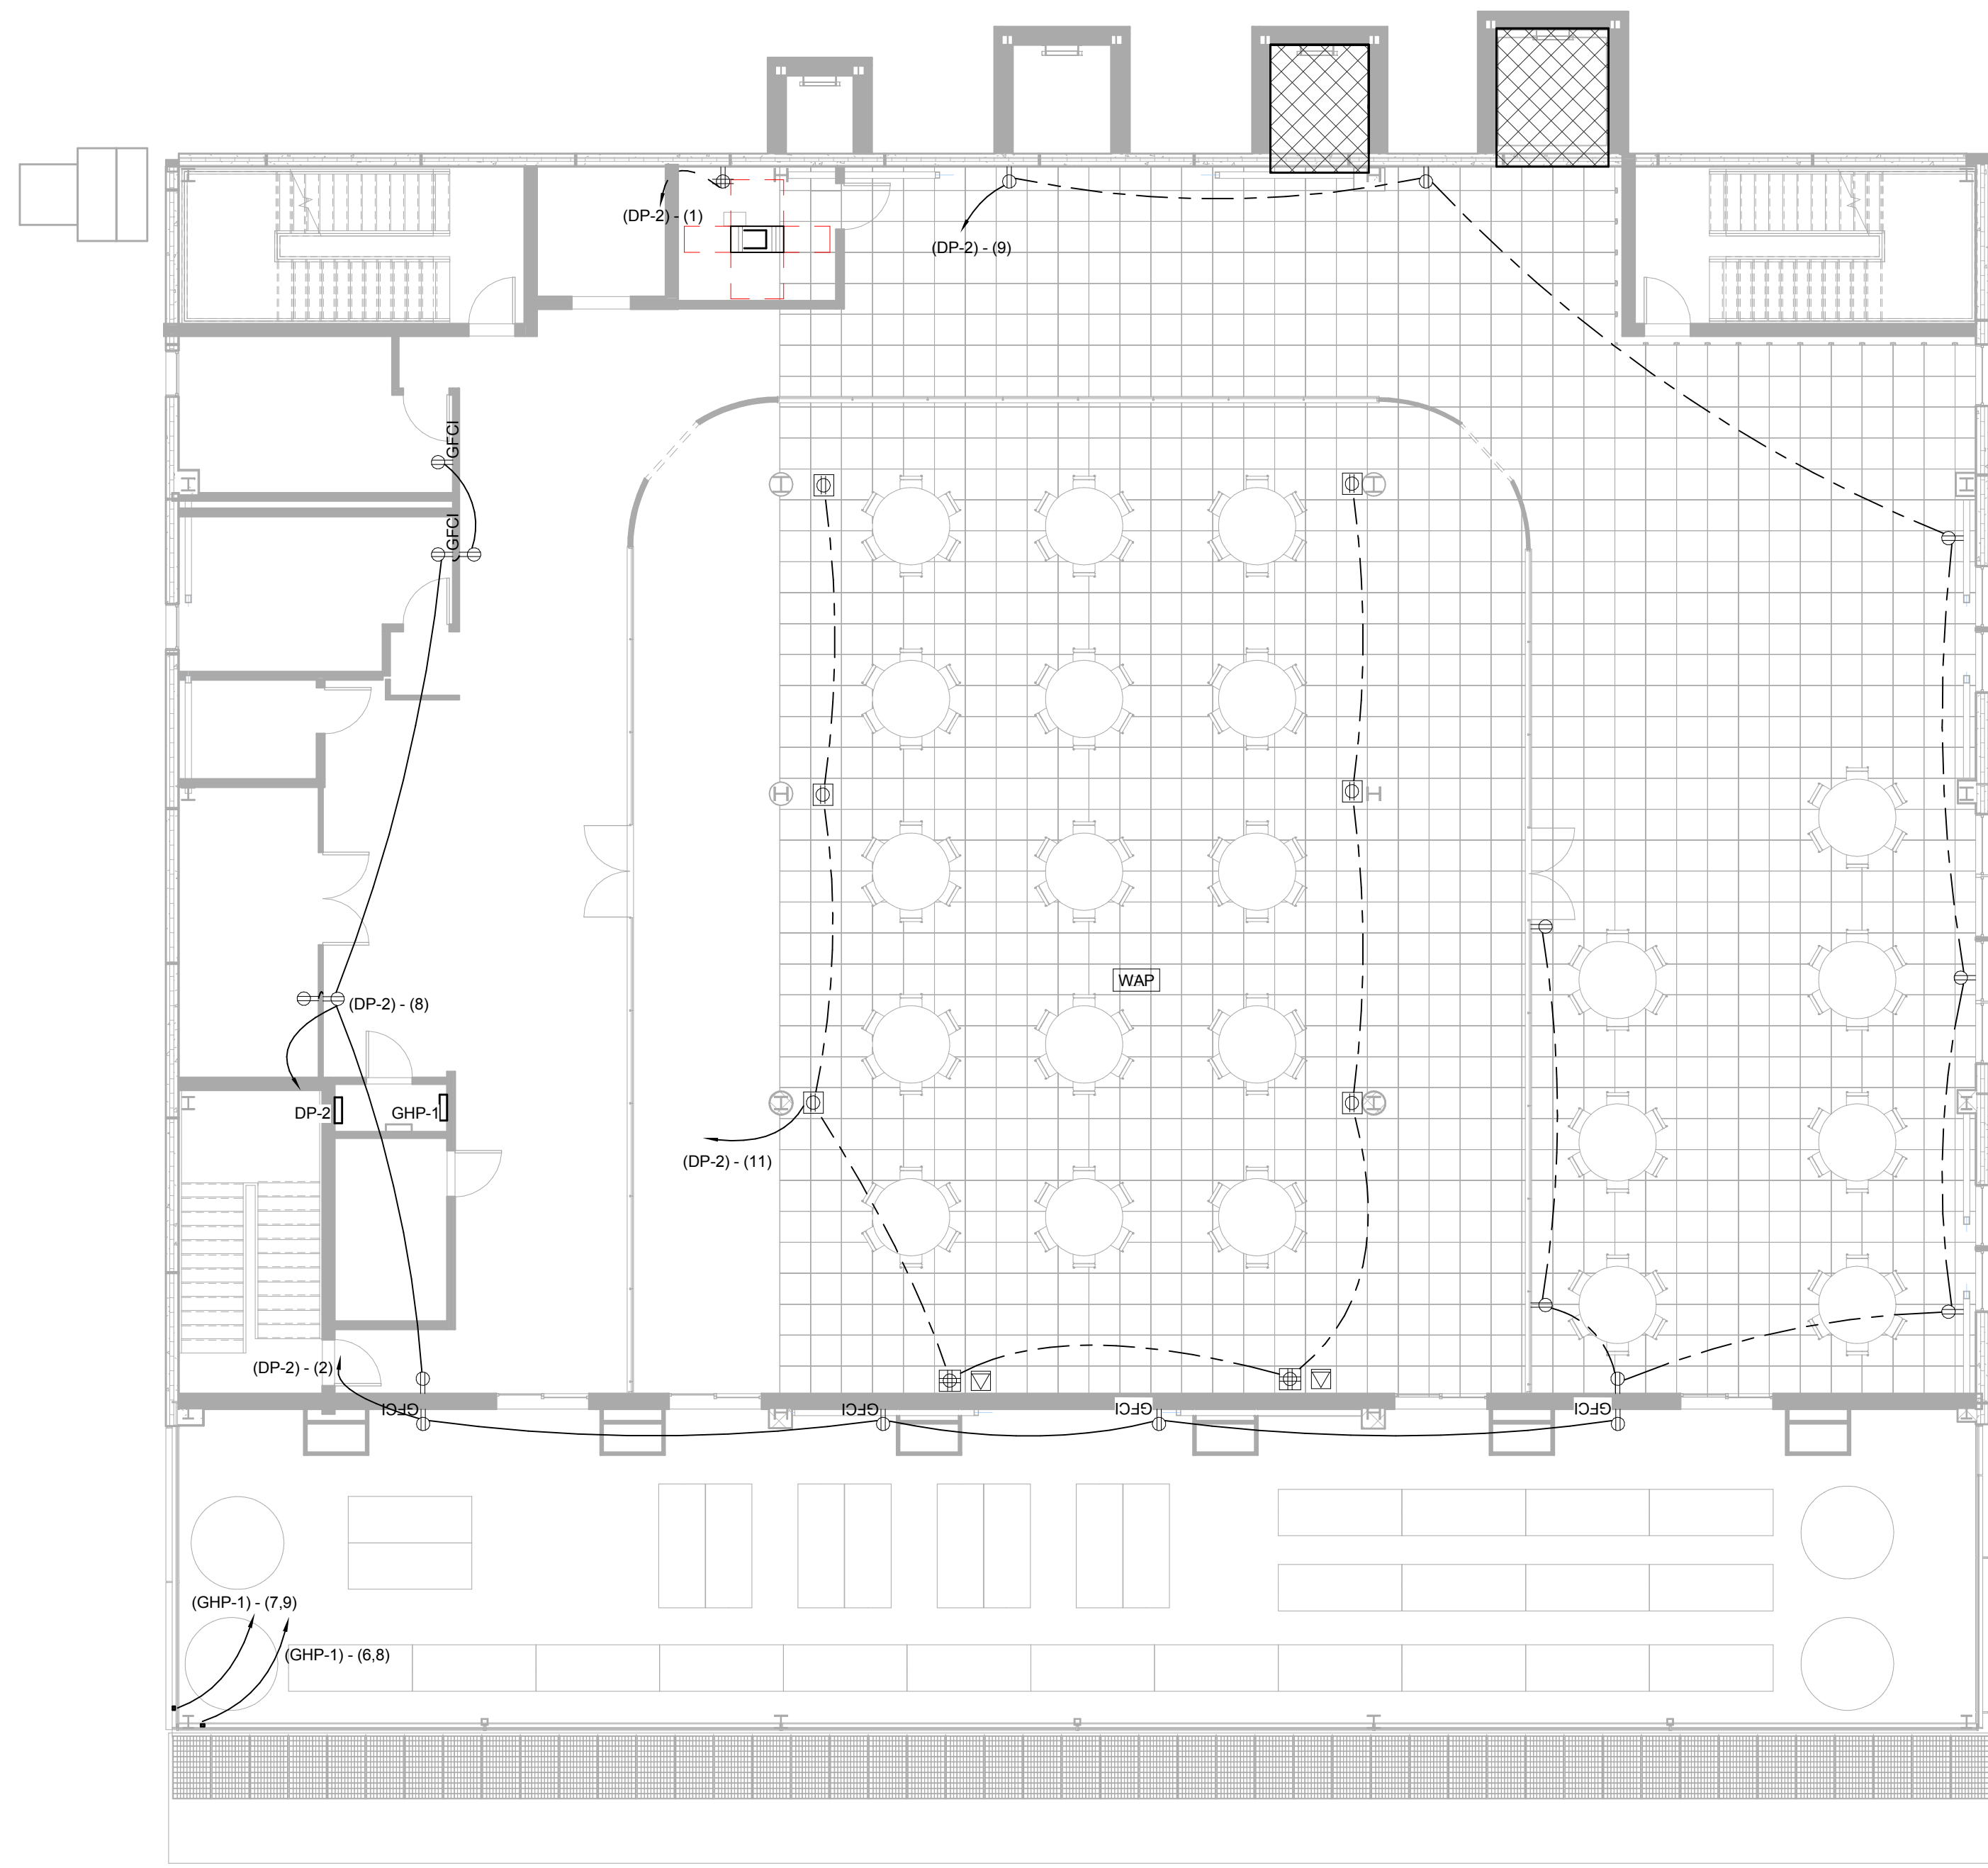 (DP-2) - (1)
(DP-2) - (9)
GFCI
GFCI
WAP
(DP-2) - (8)
DP-2
GHP-1
(DP-2) - (11)
(DP-2) - (2)
GFCI
GFCI
GFCI
GFCI
(GHP-1) - (7,9)
(GHP-1) - (6,8)